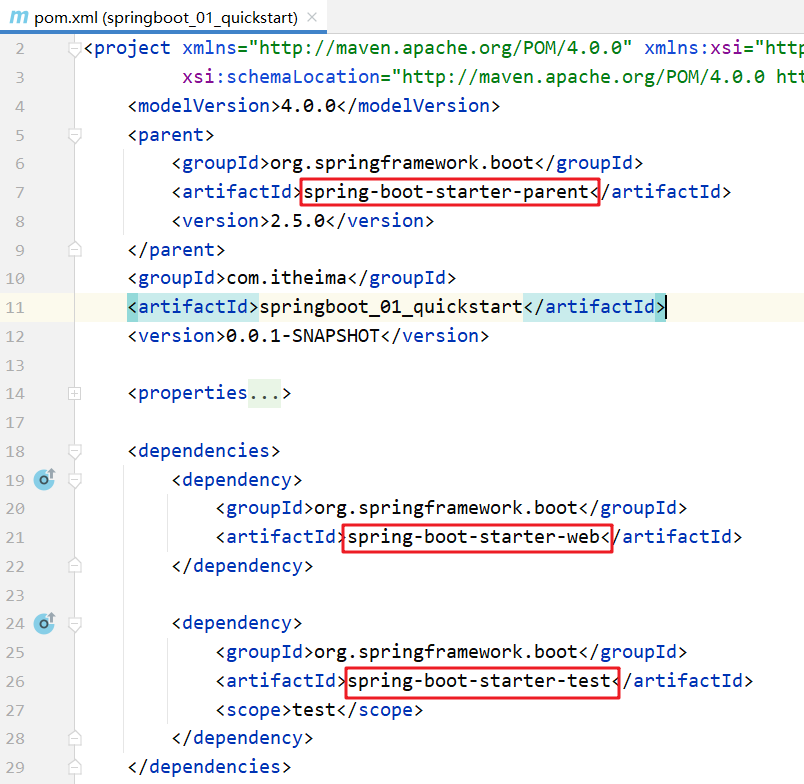 m pom.xml (springboot_01_quickstart) ×
2 <project xmlns="http://maven.apache.org/POM/4.0.0" xmlns:xsi="http
3 xsi:schemaLocation="http://maven.apache.org/POM/4.0.0 htt
4 <modelVersion>4.0.0</modelVersion>
5 <parent>
6 <groupId>org.springframework.boot</groupId>
7 <artifactId>spring-boot-starter-parent</artifactId>
8 <version>2.5.0</version>
9 </parent>
10 <groupId>com.itheima</groupId>
11 <artifactId>springboot_01_quickstart</artifactId>
12 <version>0.0.1-SNAPSHOT</version>
13
14 <properties...>
17
18 <dependencies>
19 <dependency>
20 <groupId>org.springframework.boot</groupId>
21 <artifactId>spring-boot-starter-web</artifactId>
22 </dependency>
23
24 <dependency>
25 <groupId>org.springframework.boot</groupId>
26 <artifactId>spring-boot-starter-test</artifactId>
27 <scope>test</scope>
28 </dependency>
29 </dependencies>